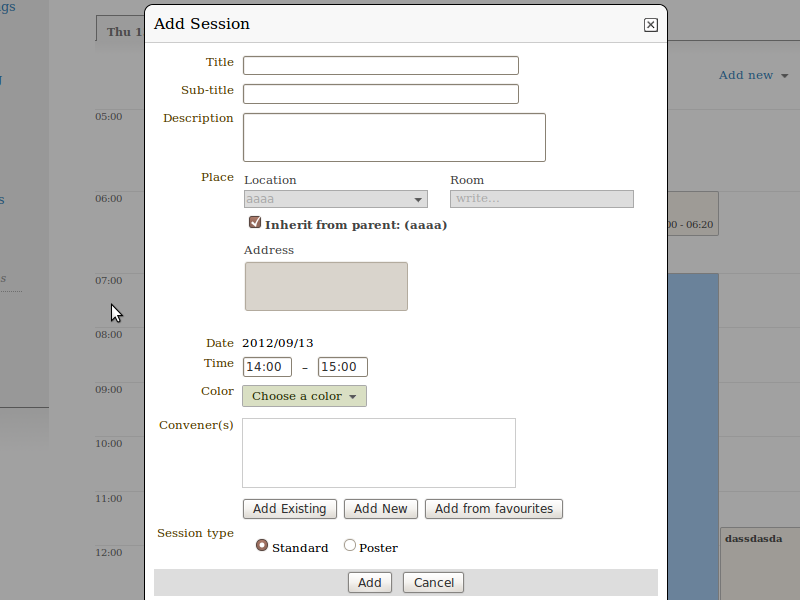 Add Session
gs
Thu 1
Title
Sub-title
Add new
Description
05:00
Place
Location
Room
06:00
aaaa
write...
Inherit from parent: (aaaa)
00 - 06:20
Address
s
07:00
08:00
Date 2012/09/13
Time 14:00 – 15:00
Color Choose a color
09:00
Convener(s)
10:00
11:00
Add Existing Add New Add from favourites
Session type
dassdasda
Standard Poster
12:00
Add Cancel